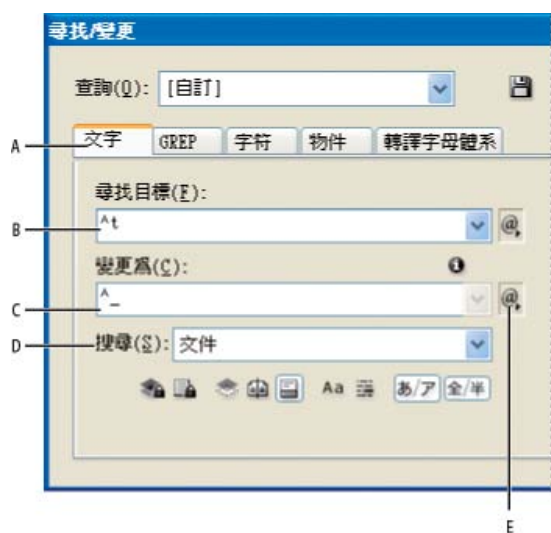 尋找/變更
查詢(Q): [自訂]
A 文字 GREP 字符 物件 轉譯字母體系
尋找目標(F):
B ^t @
變更為(C):
C ^_ @
D 搜尋(S): 文件
Aa あ/ア 全/半
E